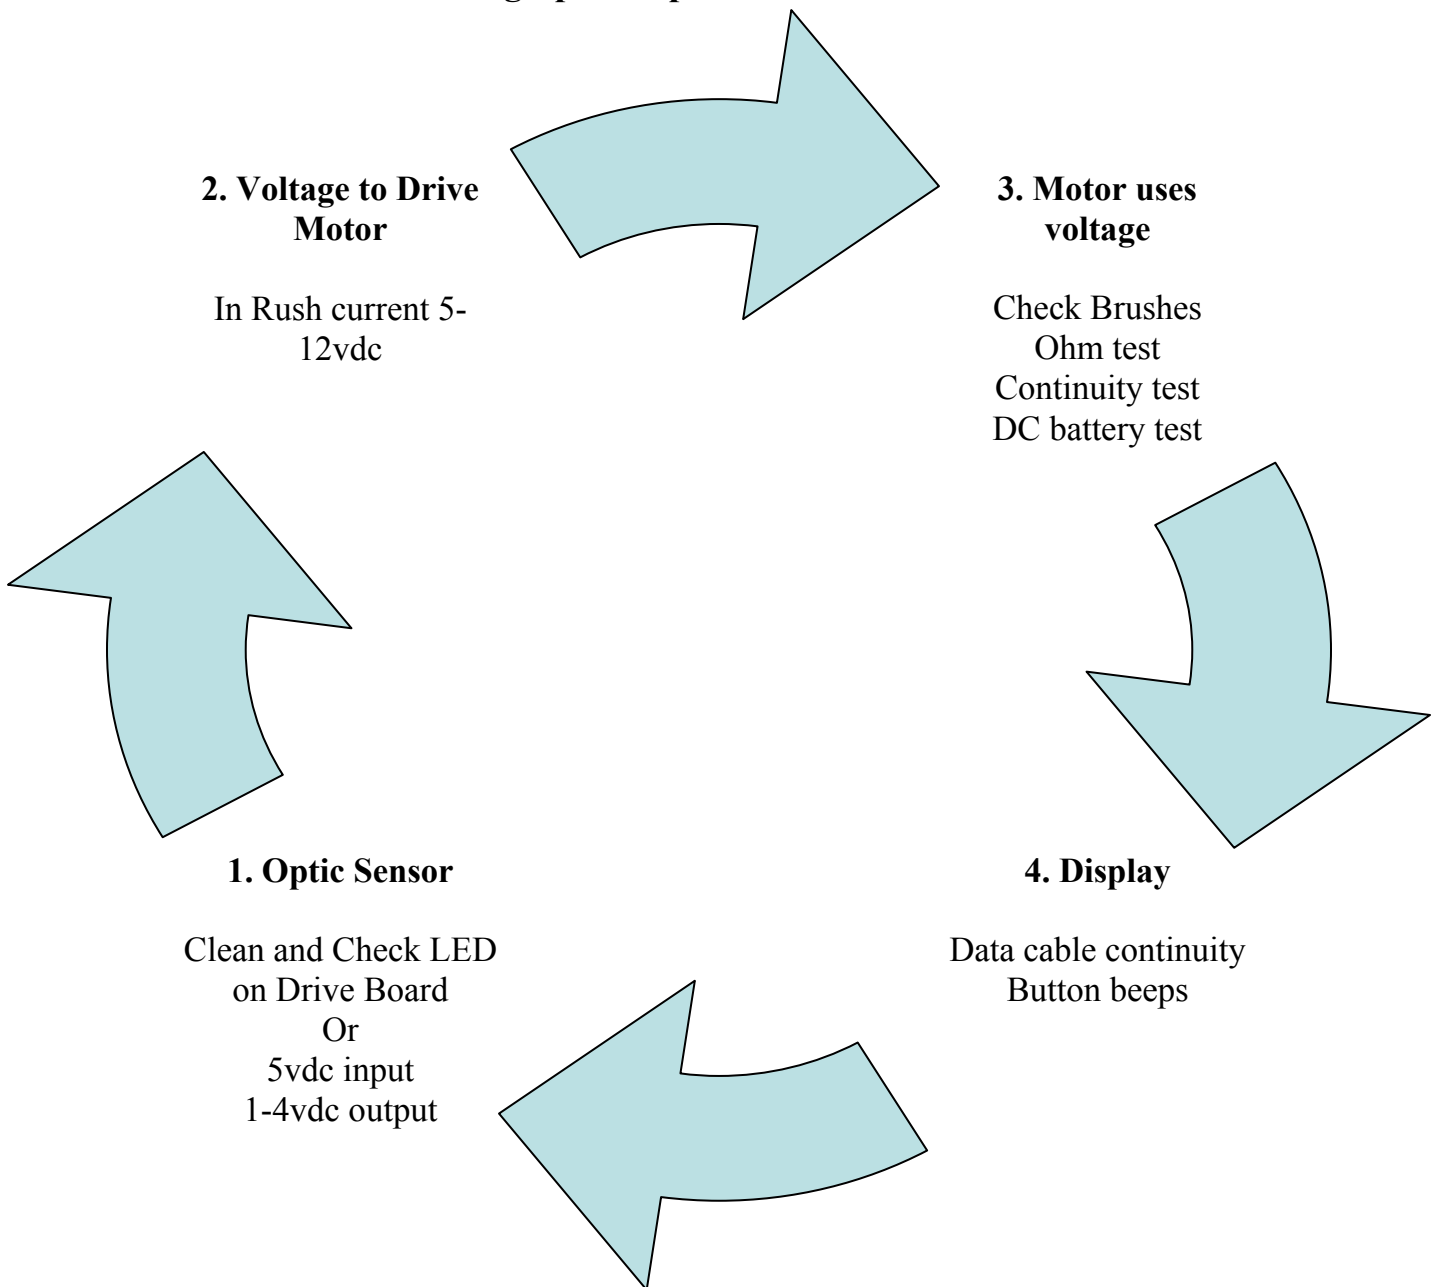 2. Voltage to Drive
Motor
In Rush current 5-
12vdc
3. Motor uses
voltage
Check Brushes
Ohm test
Continuity test
DC battery test
1. Optic Sensor
Clean and Check LED
on Drive Board
Or
5vdc input
1-4vdc output
4. Display
Data cable continuity
Button beeps